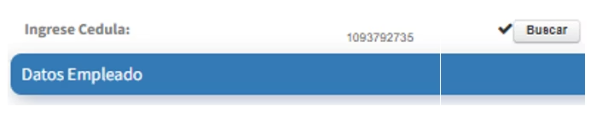 Ingrese Cedula: 1093792735 ✔ Buscar
Datos Empleado